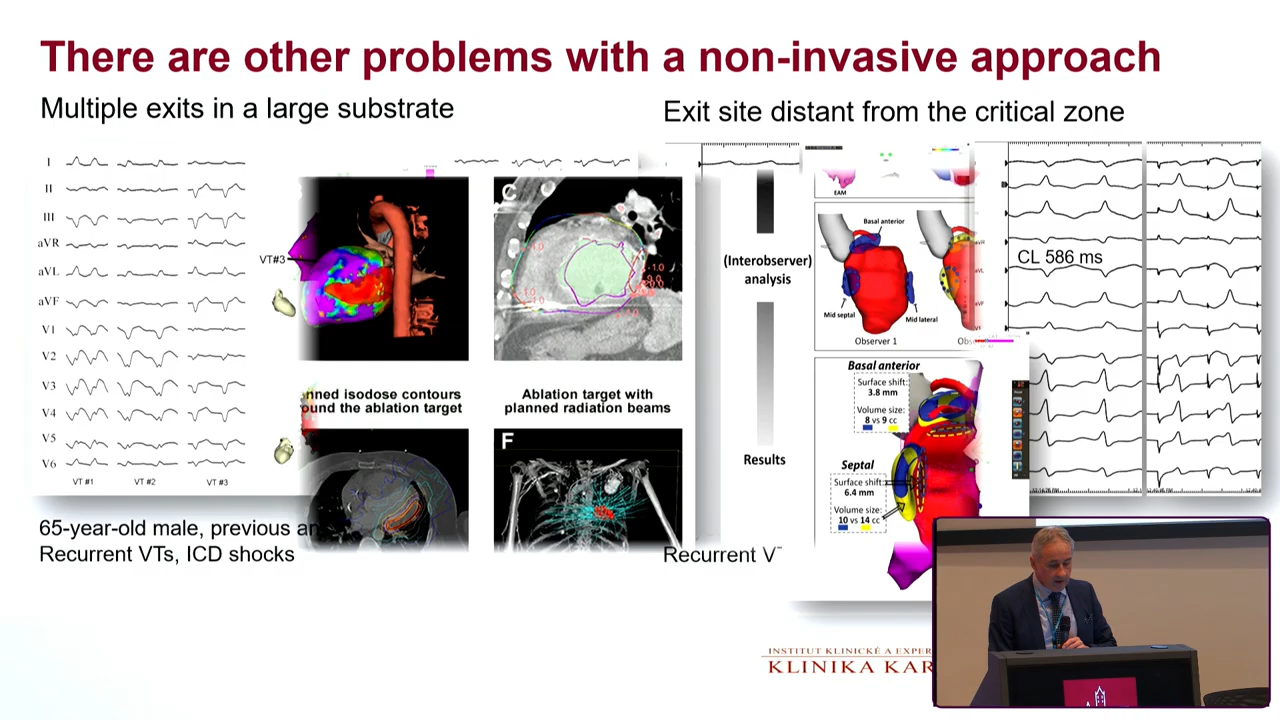 There are other problems with a non-invasive approach
Multiple exits in a large substrate
Exit site distant from the critical zone
I
II
III
aVR
aVL
aVF
V1
V2
V3
V4
V5
V6
VT #1
VT #2
VT #3
VT#3
C
nned isodose contours
ound the ablation target
Ablation target with
planned radiation beams
F
(Interobserver)
analysis
Results
EAM
Basal anterior
Mid septal
Mid lateral
Observer 1
Obs
Basal anterior
Surface shift:
3.8 mm
Volume size:
8 vs 9 cc
Septal
Surface shift:
6.4 mm
Volume size:
10 vs 14 cc
CL 586 ms
65-year-old male, previous an
Recurrent VTs, ICD shocks
Recurrent V
INSTITUT KLINICKÉ A EXPER
KLINIKA KAR